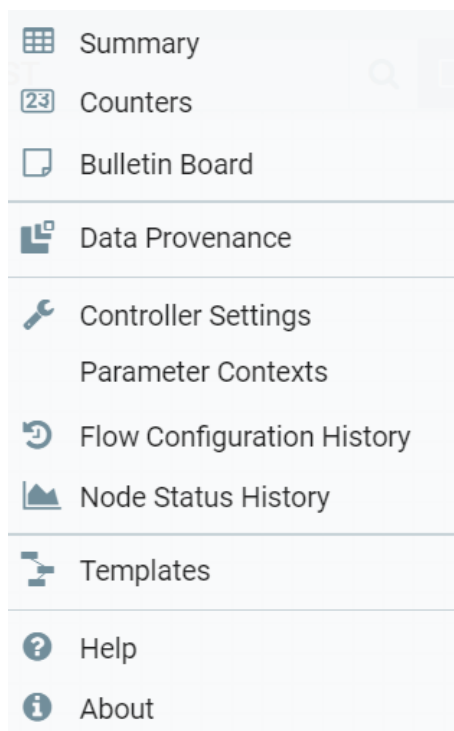 Summary
23 Counters
Bulletin Board
Data Provenance
Controller Settings
Parameter Contexts
Flow Configuration History
Node Status History
Templates
? Help
i About